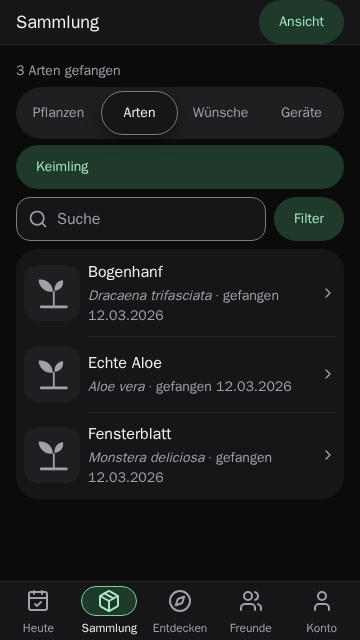 Sammlung
Ansicht
3 Arten gefangen
Pflanzen
Arten
Wünsche
Geräte
Keimling
Suche
Filter
Bogenhanf
Dracaena trifasciata · gefangen
12.03.2026
Echte Aloe
Aloe vera · gefangen 12.03.2026
Fensterblatt
Monstera deliciosa · gefangen
12.03.2026
Heute
Sammlung
Entdecken
Freunde
Konto